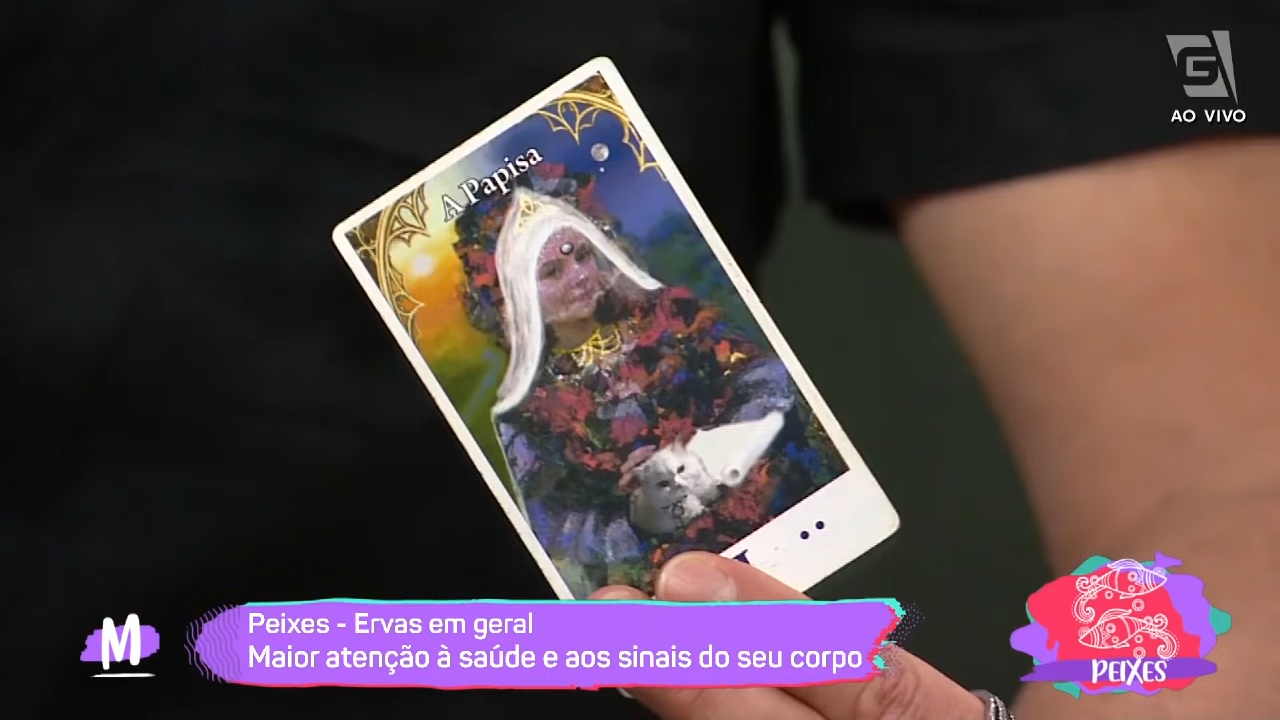 AO VIVO
A Papisa
M
Peixes - Ervas em geral
Maior atenção à saúde e aos sinais do seu corpo
PEIXES